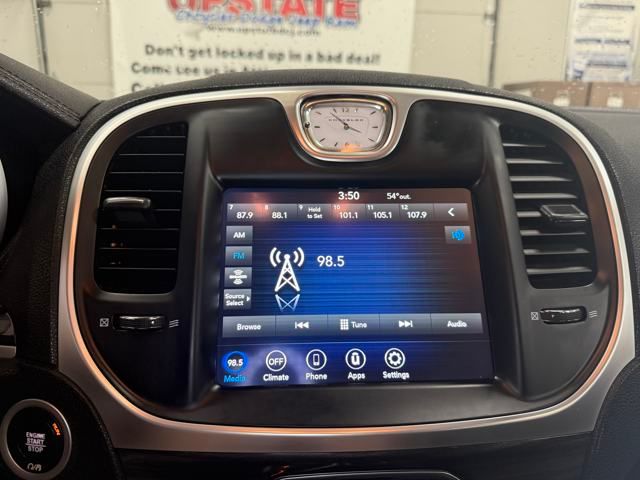 UPSTATE
Chrysler Dodge Jeep Ram
Don't get locked up in a bad deal!
CHRYSLER
3:50 54°out.
7 8 9 10 11 12
87.9 88.1 Hold to Set 101.1 105.1 107.9
AM
FM
98.5
Source
Select
Browse Tune Audio
98.5 OFF
Media Climate Phone Apps Settings
ENGINE
START
STOP
RUN